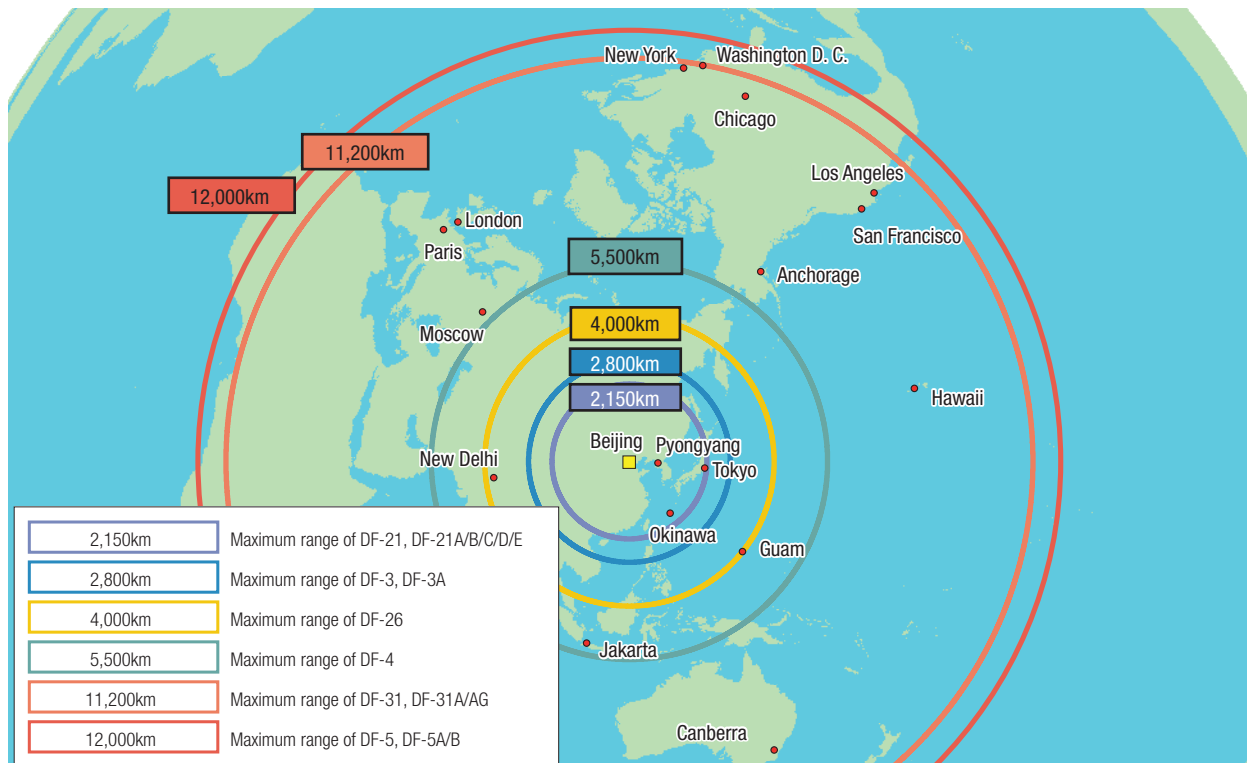 New York
Washington D. C.
Chicago
11,200km
12,000km
Los Angeles
San Francisco
London
Paris
5,500km
Anchorage
Moscow
4,000km
2,800km
2,150km
Hawaii
Beijing
Pyongyang
New Delhi
Tokyo
Okinawa
Guam
Jakarta
Canberra
2,150km Maximum range of DF-21, DF-21A/B/C/D/E
2,800km Maximum range of DF-3, DF-3A
4,000km Maximum range of DF-26
5,500km Maximum range of DF-4
11,200km Maximum range of DF-31, DF-31A/AG
12,000km Maximum range of DF-5, DF-5A/B